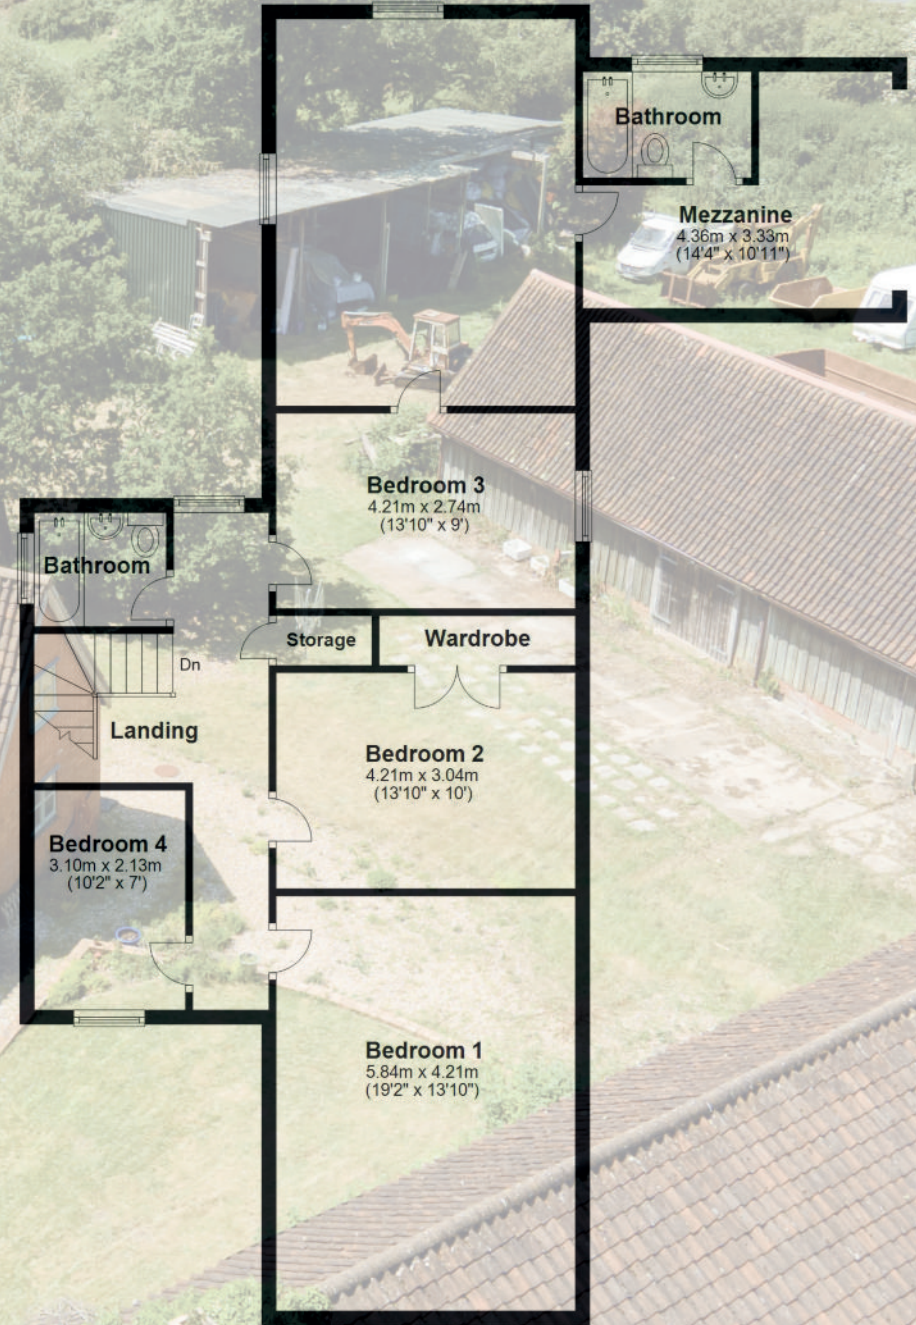 Bathroom
Mezzanine
4.36m x 3.33m
(14'4" x 10'11")
Bedroom 3
4.21m x 2.74m
(13'10" x 9')
Bathroom
Storage
Wardrobe
Dn
Landing
Bedroom 2
4.21m x 3.04m
(13'10" x 10')
Bedroom 4
3.10m x 2.13m
(10'2" x 7')
Bedroom 1
5.84m x 4.21m
(19'2" x 13'10")